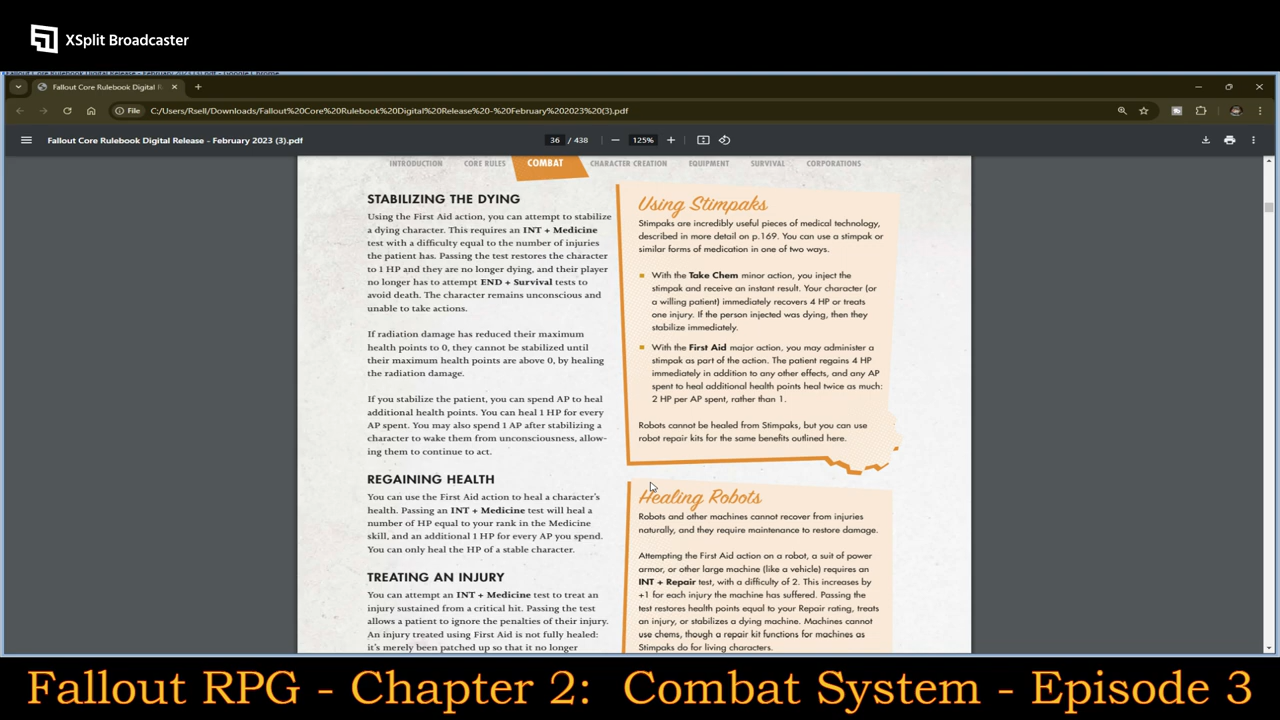 XSplit Broadcaster
Fallout Core Rulebook Digital Release - February 2023 (3).pdf - Google Chrome
Fallout Core Rulebook Digital R
File C:/Users/Rsell/Downloads/Fallout%20Core%20Rulebook%20Digital%20Release%20-%20February%202023%20(3).pdf
Fallout Core Rulebook Digital Release - February 2023 (3).pdf
36 / 438
125%
INTRODUCTION CORE RULES COMBAT CHARACTER CREATION EQUIPMENT SURVIVAL CORPORATIONS
STABILIZING THE DYING
Using the First Aid action, you can attempt to stabilize
a dying character. This requires an INT + Medicine
test with a difficulty equal to the number of injuries
the patient has. Passing the test restores the character
to 1 HP and they are no longer dying, and their player
no longer has to attempt END + Survival tests to
avoid death. The character remains unconscious and
unable to take actions.
If radiation damage has reduced their maximum
health points to 0, they cannot be stabilized until
their maximum health points are above 0, by healing
the radiation damage.
If you stabilize the patient, you can spend AP to heal
additional health points. You can heal 1 HP for every
AP spent. You may also spend 1 AP after stabilizing a
character to wake them from unconsciousness, allow-
ing them to continue to act.
REGAINING HEALTH
You can use the First Aid action to heal a character's
health. Passing an INT + Medicine test will heal a
number of HP equal to your rank in the Medicine
skill, and an additional 1 HP for every AP you spend.
You can only heal the HP of a stable character.
TREATING AN INJURY
You can attempt an INT + Medicine test to treat an
injury sustained from a critical hit. Passing the test
allows a patient to ignore the penalties of their injury.
An injury treated using First Aid is not fully healed:
it's merely been patched up so that it no longer
Using Stimpaks
Stimpaks are incredibly useful pieces of medical technology,
described in more detail on p.169. You can use a stimpak or
similar forms of medication in one of two ways.
With the Take Chem minor action, you inject the
stimpak and receive an instant result. Your character (or
a willing patient) immediately recovers 4 HP or treats
one injury. If the person injected was dying, then they
stabilize immediately.
With the First Aid major action, you may administer a
stimpak as part of the action. The patient regains 4 HP
immediately in addition to any other effects, and any AP
spent to heal additional health points heal twice as much:
2 HP per AP spent, rather than 1.
Robots cannot be healed from Stimpaks, but you can use
robot repair kits for the same benefits outlined here.
Healing Robots
Robots and other machines cannot recover from injuries
naturally, and they require maintenance to restore damage.
Attempting the First Aid action on a robot, a suit of power
armor, or other large machine (like a vehicle) requires an
INT + Repair test, with a difficulty of 2. This increases by
+1 for each injury the machine has suffered. Passing the
test restores health points equal to your Repair rating, treats
an injury, or stabilizes a dying machine. Machines cannot
use chems, though a repair kit functions for machines as
Stimpaks do for living characters.
Fallout RPG - Chapter 2: Combat System - Episode 3